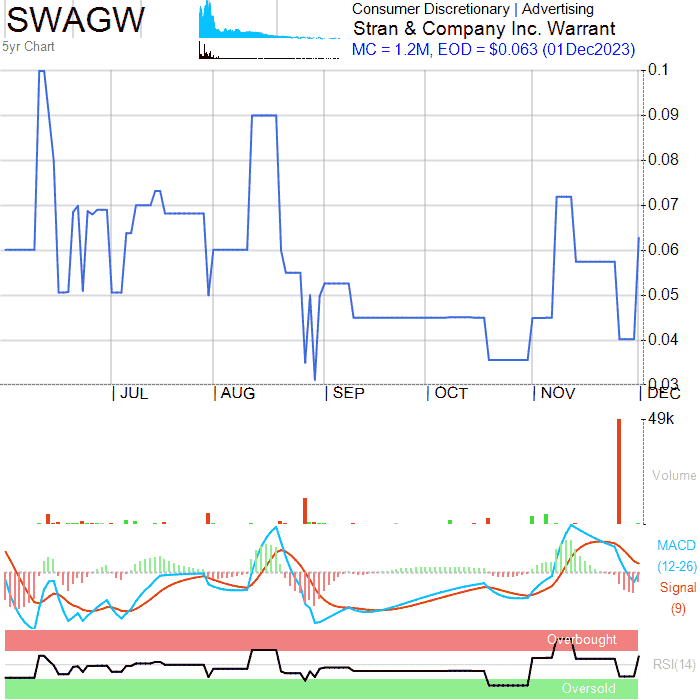 SWAGW
5yr Chart
Consumer Discretionary | Advertising
Stran & Company Inc. Warrant
MC = 1.2M, EOD = $0.063 (01Dec2023)
0.1
0.09
0.08
0.07
0.06
0.05
0.04
0.03
| JUL | AUG | SEP | OCT | NOV | DEC
49k
Volume
MACD
(12-26)
Signal
(9)
Overbought
RSI(14)
Oversold